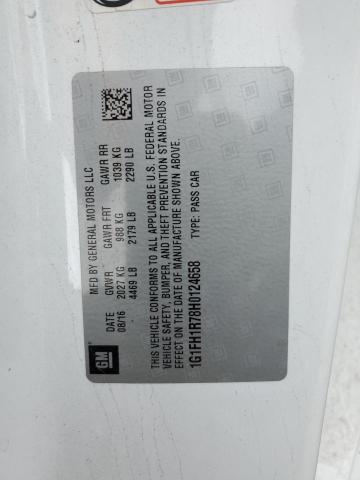 MFD BY GENERAL MOTORS LLC
DATE GVWR GAWR FRT GAWR RR
08/16 2027 KG 988 KG 1039 KG
4469 LB 2179 LB 2290 LB
THIS VEHICLE CONFORMS TO ALL APPLICABLE U.S. FEDERAL MOTOR
VEHICLE SAFETY, BUMPER, AND THEFT PREVENTION STANDARDS IN
EFFECT ON THE DATE OF MANUFACTURE SHOWN ABOVE.
1G1FH1R78H0124658 TYPE: PASS CAR
GM